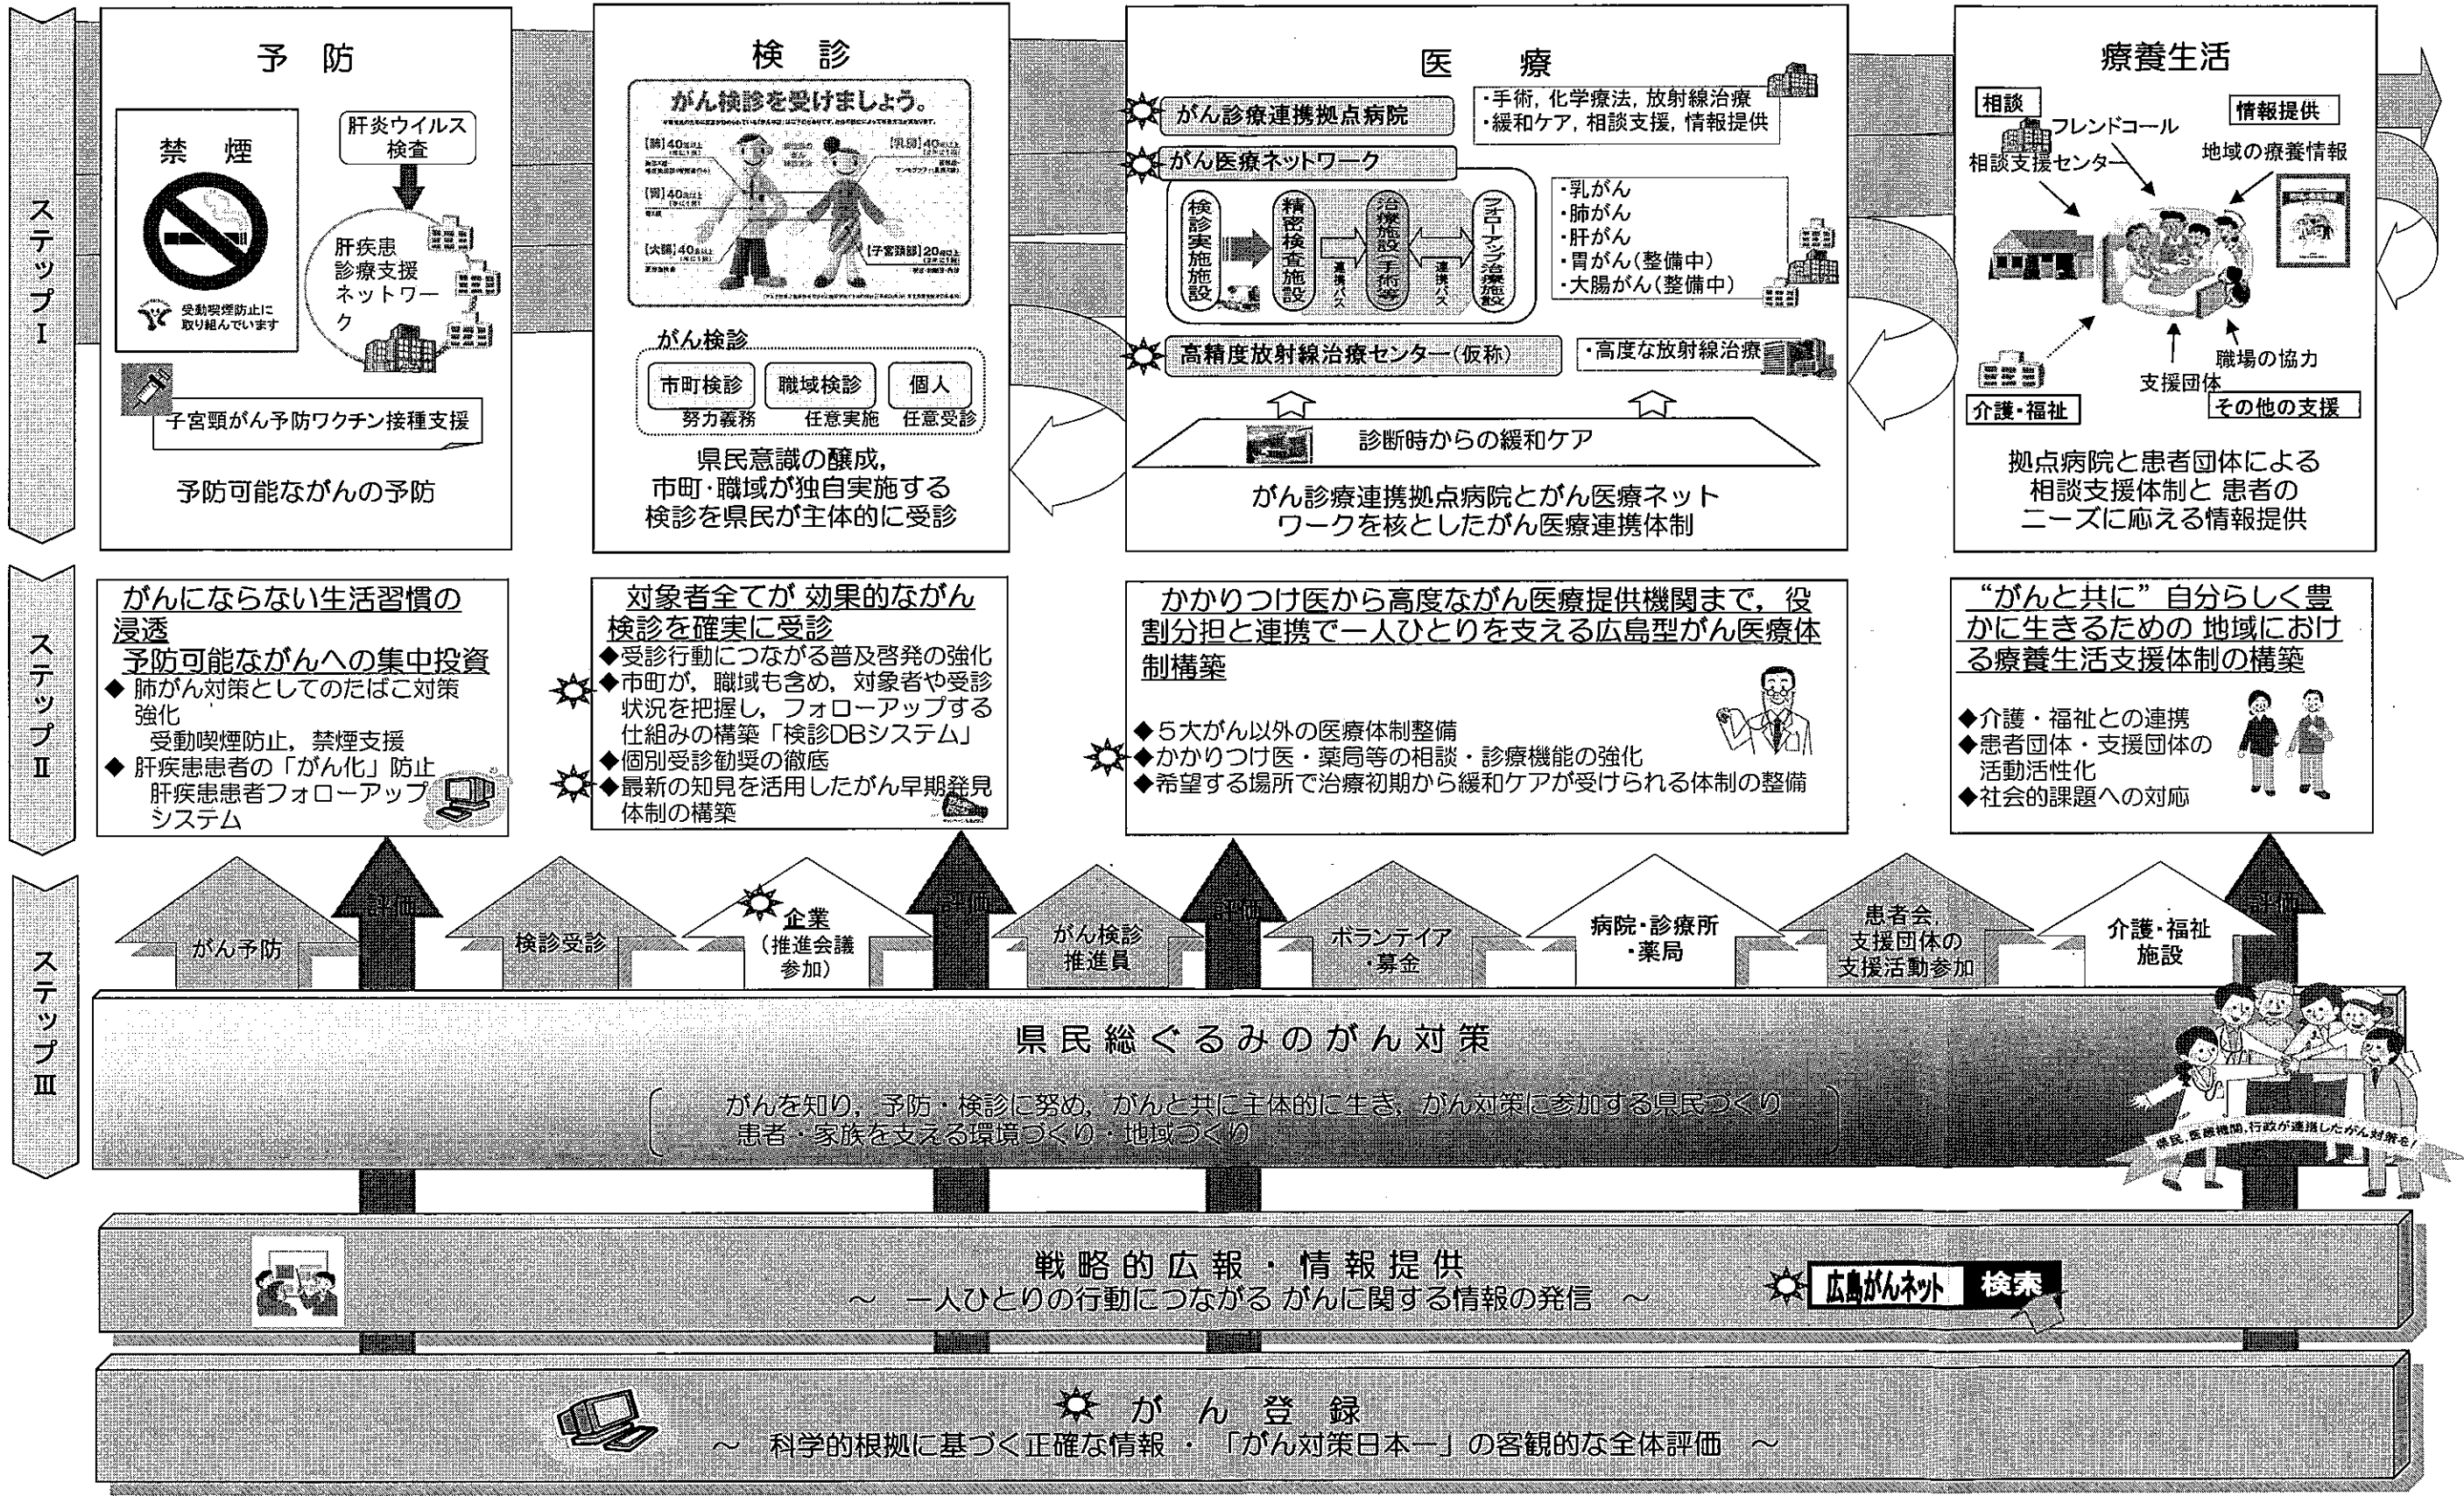 ステップⅠ
予　防
禁　煙
受動喫煙防止に
取り組んでいます
肝炎ウイルス
検査
肝疾患
診療支援
ネットワー
ク
子宮頸がん予防ワクチン接種支援
予防可能ながんの予防
検　診
がん検診を受けましょう。
【肺】40歳以上
【胃】40歳以上
【大腸】40歳以上
【乳房】40歳以上
【子宮頸部】20歳以上
がん検診
市町検診
努力義務
職域検診
任意実施
個人
任意受診
県民意識の醸成,
市町・職域が独自実施する
検診を県民が主体的に受診
医　療
がん診療連携拠点病院
・手術, 化学療法, 放射線治療
・緩和ケア, 相談支援, 情報提供
がん医療ネットワーク
検診実施施設
精密検査施設
連携パス
治療施設（手術等）
連携パス
フォローアップ治療施設
・乳がん
・肺がん
・肝がん
・胃がん（整備中）
・大腸がん（整備中）
高精度放射線治療センター（仮称）
・高度な放射線治療
診断時からの緩和ケア
がん診療連携拠点病院とがん医療ネット
ワークを核としたがん医療連携体制
療養生活
相談
フレンドコール
相談支援センター
情報提供
地域の療養情報
職場の協力
支援団体
介護・福祉
その他の支援
拠点病院と患者団体による
相談支援体制と 患者の
ニーズに応える情報提供
ステップⅡ
がんにならない生活習慣の
浸透
予防可能ながんへの集中投資
◆ 肺がん対策としてのたばこ対策
強化
受動喫煙防止, 禁煙支援
◆ 肝疾患患者の「がん化」防止
肝疾患患者フォローアップ
システム
対象者全てが 効果的ながん
検診を確実に受診
◆受診行動につながる普及啓発の強化
◆市町が, 職域も含め, 対象者や受診
状況を把握し, フォローアップする
仕組みの構築「検診DBシステム」
◆個別受診勧奨の徹底
◆最新の知見を活用したがん早期発見
体制の構築
かかりつけ医から高度ながん医療提供機関まで, 役
割分担と連携で一人ひとりを支える広島型がん医療体
制構築
◆５大がん以外の医療体制整備
◆かかりつけ医・薬局等の相談・診療機能の強化
◆希望する場所で治療初期から緩和ケアが受けられる体制の整備
“がんと共に” 自分らしく豊
かに生きるための 地域におけ
る療養生活支援体制の構築
◆介護・福祉との連携
◆患者団体・支援団体の
活動活性化
◆社会的課題への対応
ステップⅢ
がん予防
評価
検診受診
企業
（推進会議
参加）
評価
がん検診
推進員
評価
ボランテイア
・募金
病院・診療所
・薬局
患者会,
支援団体の
支援活動参加
介護・福祉
施設
評価
県民総ぐるみのがん対策
がんを知り, 予防・検診に努め, がんと共に主体的に生き, がん対策に参加する県民づくり
患者・家族を支える環境づくり・地域づくり
県民, 医療機関, 行政が連携したがん対策を！
戦略的広報・情報提供
～　一人ひとりの行動につながる がんに関する情報の発信　～
広島がんネット 検索
がん登録
～　科学的根拠に基づく正確な情報 ・ 「がん対策日本一」の客観的な全体評価　～